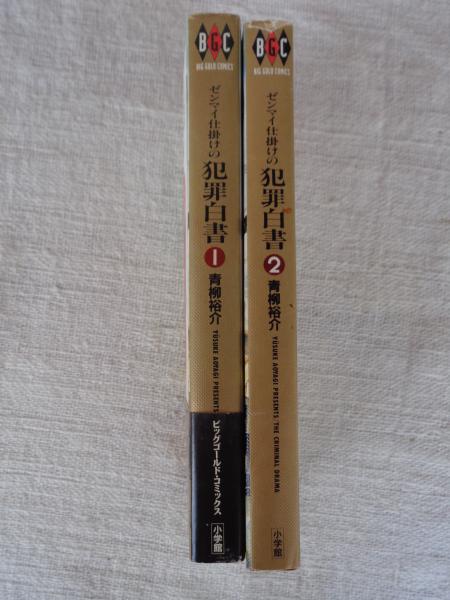 BGC
BIG GOLD COMICS
ゼンマイ仕掛けの
犯罪白書
1
青柳裕介
YŪSUKE AOYAGI PRESENTS
ビッグゴールド・コミックス
小学館
BGC
BIG GOLD COMICS
ゼンマイ仕掛けの
犯罪白書
2
青柳裕介
YŪSUKE AOYAGI PRESENTS THE CRIMINAL DRAMA
小学館